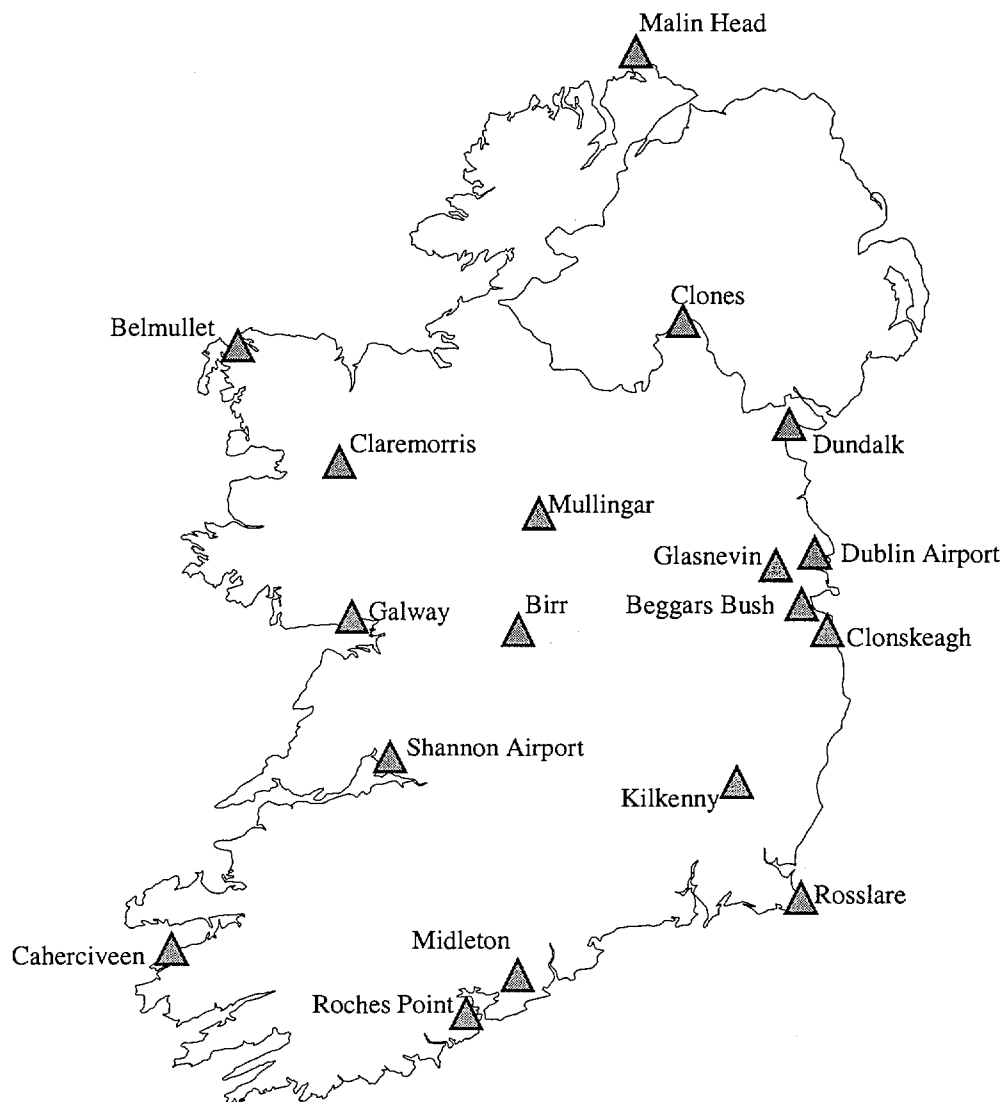 Malin Head
Clones
Belmullet
Claremorris
Dundalk
Mullingar
Glasnevin
Dublin Airport
Galway
Birr
Beggars Bush
Clonskeagh
Shannon Airport
Kilkenny
Rosslare
Midleton
Caherciveen
Roches Point